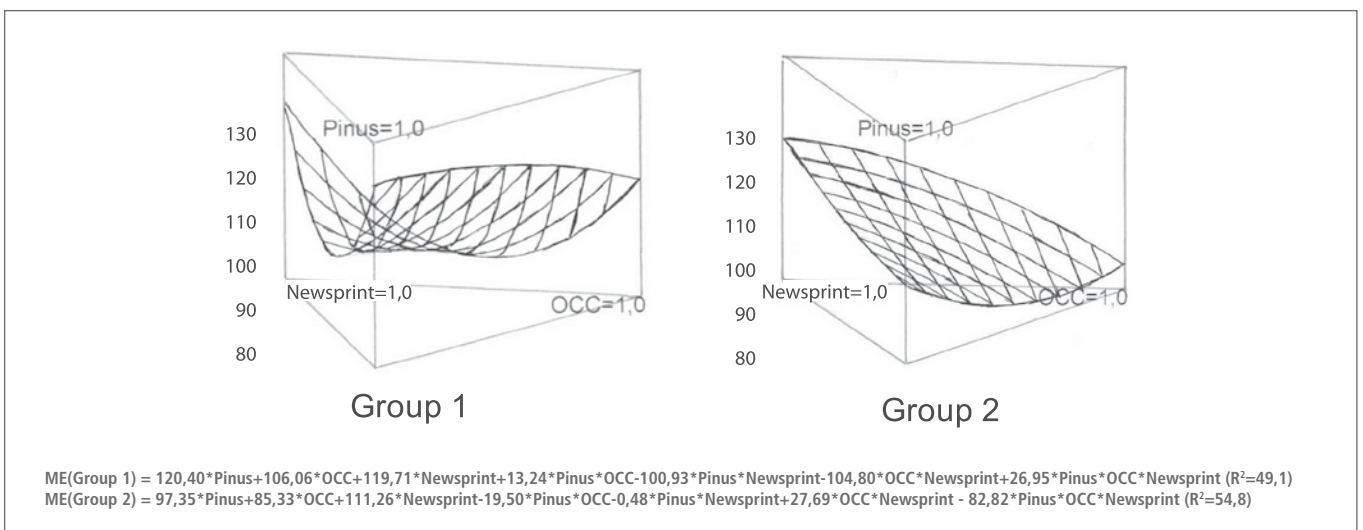 Pinus=1,0
130
120
110
100
90
80
Newsprint=1,0
OCC=1,0
Group 1
Pinus=1,0
130
120
110
100
90
80
Newsprint=1,0
OCC=1,0
Group 2
ME(Group 1) = 120,40*Pinus+106,06*OCC+119,71*Newsprint+13,24*Pinus*OCC-100,93*Pinus*Newsprint-104,80*OCC*Newsprint+26,95*Pinus*OCC*Newsprint (R²=49,1)
ME(Group 2) = 97,35*Pinus+85,33*OCC+111,26*Newsprint-19,50*Pinus*OCC-0,48*Pinus*Newsprint+27,69*OCC*Newsprint - 82,82*Pinus*OCC*Newsprint (R²=54,8)